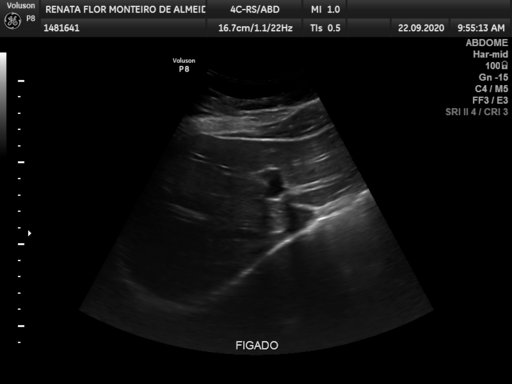 Voluson
P8
RENATA FLOR MONTEIRO DE ALMEID
4C-RS/ABD
MI 1.0
1481641
16.7cm/1.1/22Hz
TIs 0.5
22.09.2020
9:55:13 AM
Voluson
P8
ABDOME
Har-mid
100
Gn -15
C4 / M5
FF3 / E3
SRI II 4 / CRI 3
FIGADO